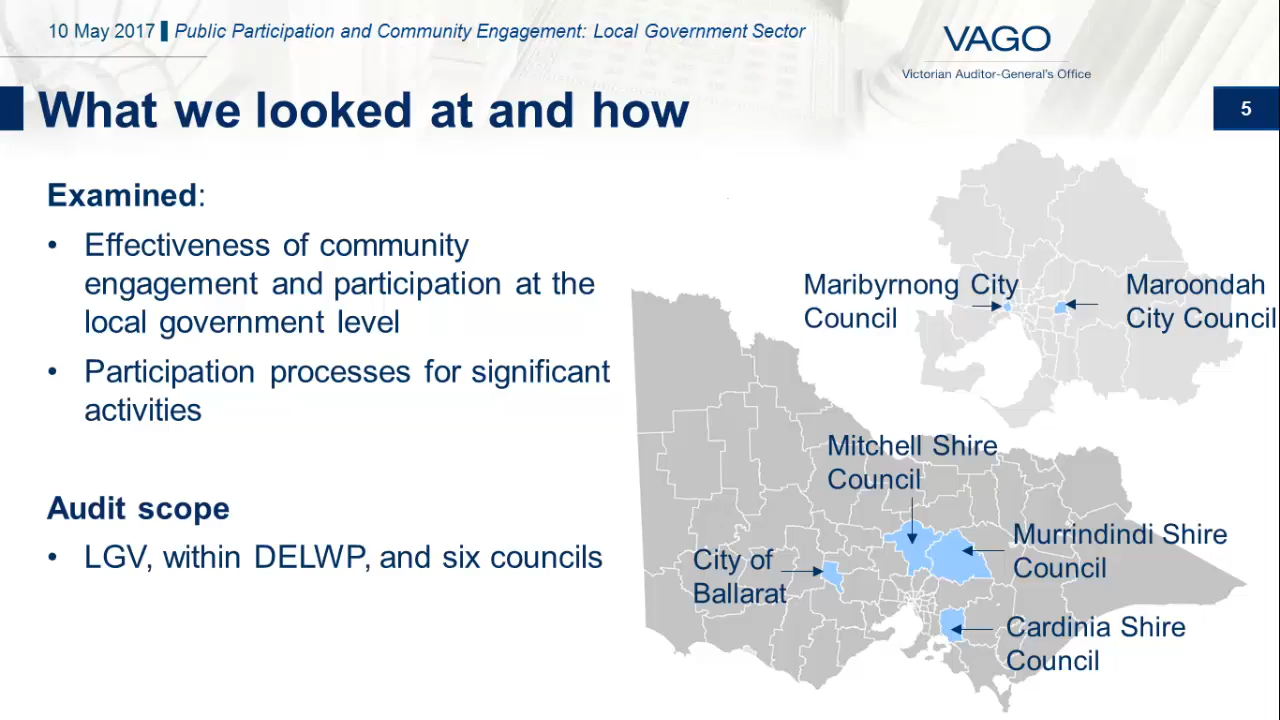 10 May 2017 Public Participation and Community Engagement: Local Government Sector
VAGO
Victorian Auditor-General's Office
What we looked at and how
5
Examined:
• Effectiveness of community
engagement and participation at the
local government level
• Participation processes for significant
activities
Audit scope
• LGV, within DELWP, and six councils
Maribyrnong City
Council
Maroondah
City Council
Mitchell Shire
Council
Murrindindi Shire
Council
City of
Ballarat
Cardinia Shire
Council